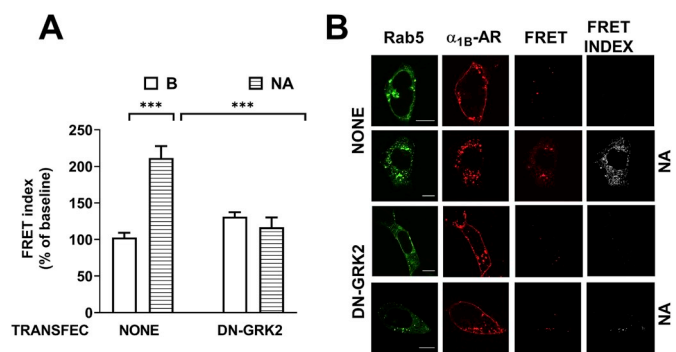 A
B NA
***
***
FRET index
(% of baseline)
250
200
150
100
50
0
TRANSFEC NONE DN-GRK2
B
Rab5 α1B-AR FRET FRET
INDEX
NONE
NA
DN-GRK2
NA